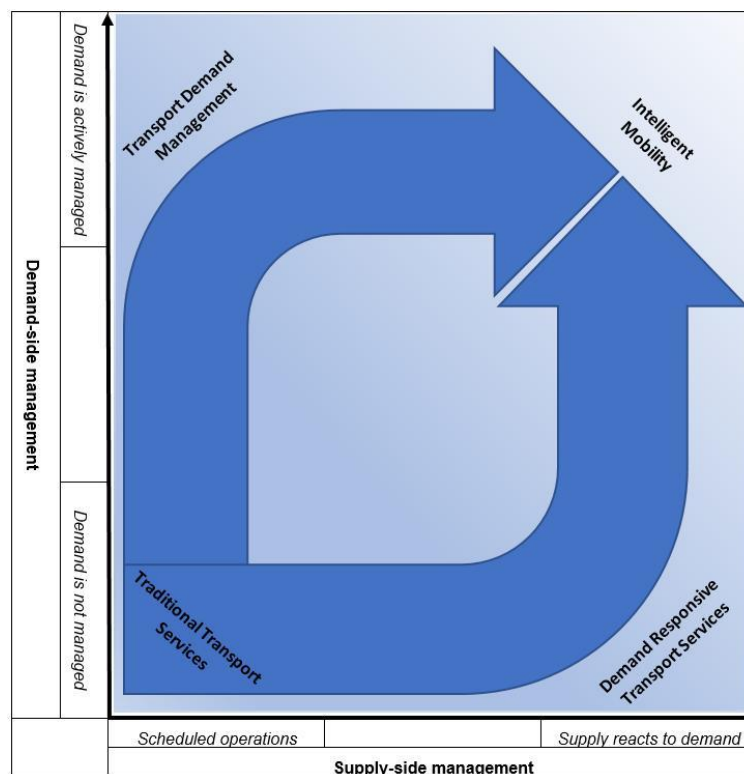 Demand-side management
Demand is actively managed
Demand is not managed
Transport Demand
Management
Intelligent
Mobility
Traditional Transport
Services
Demand Responsive
Transport Services
Scheduled operations
Supply reacts to demand
Supply-side management